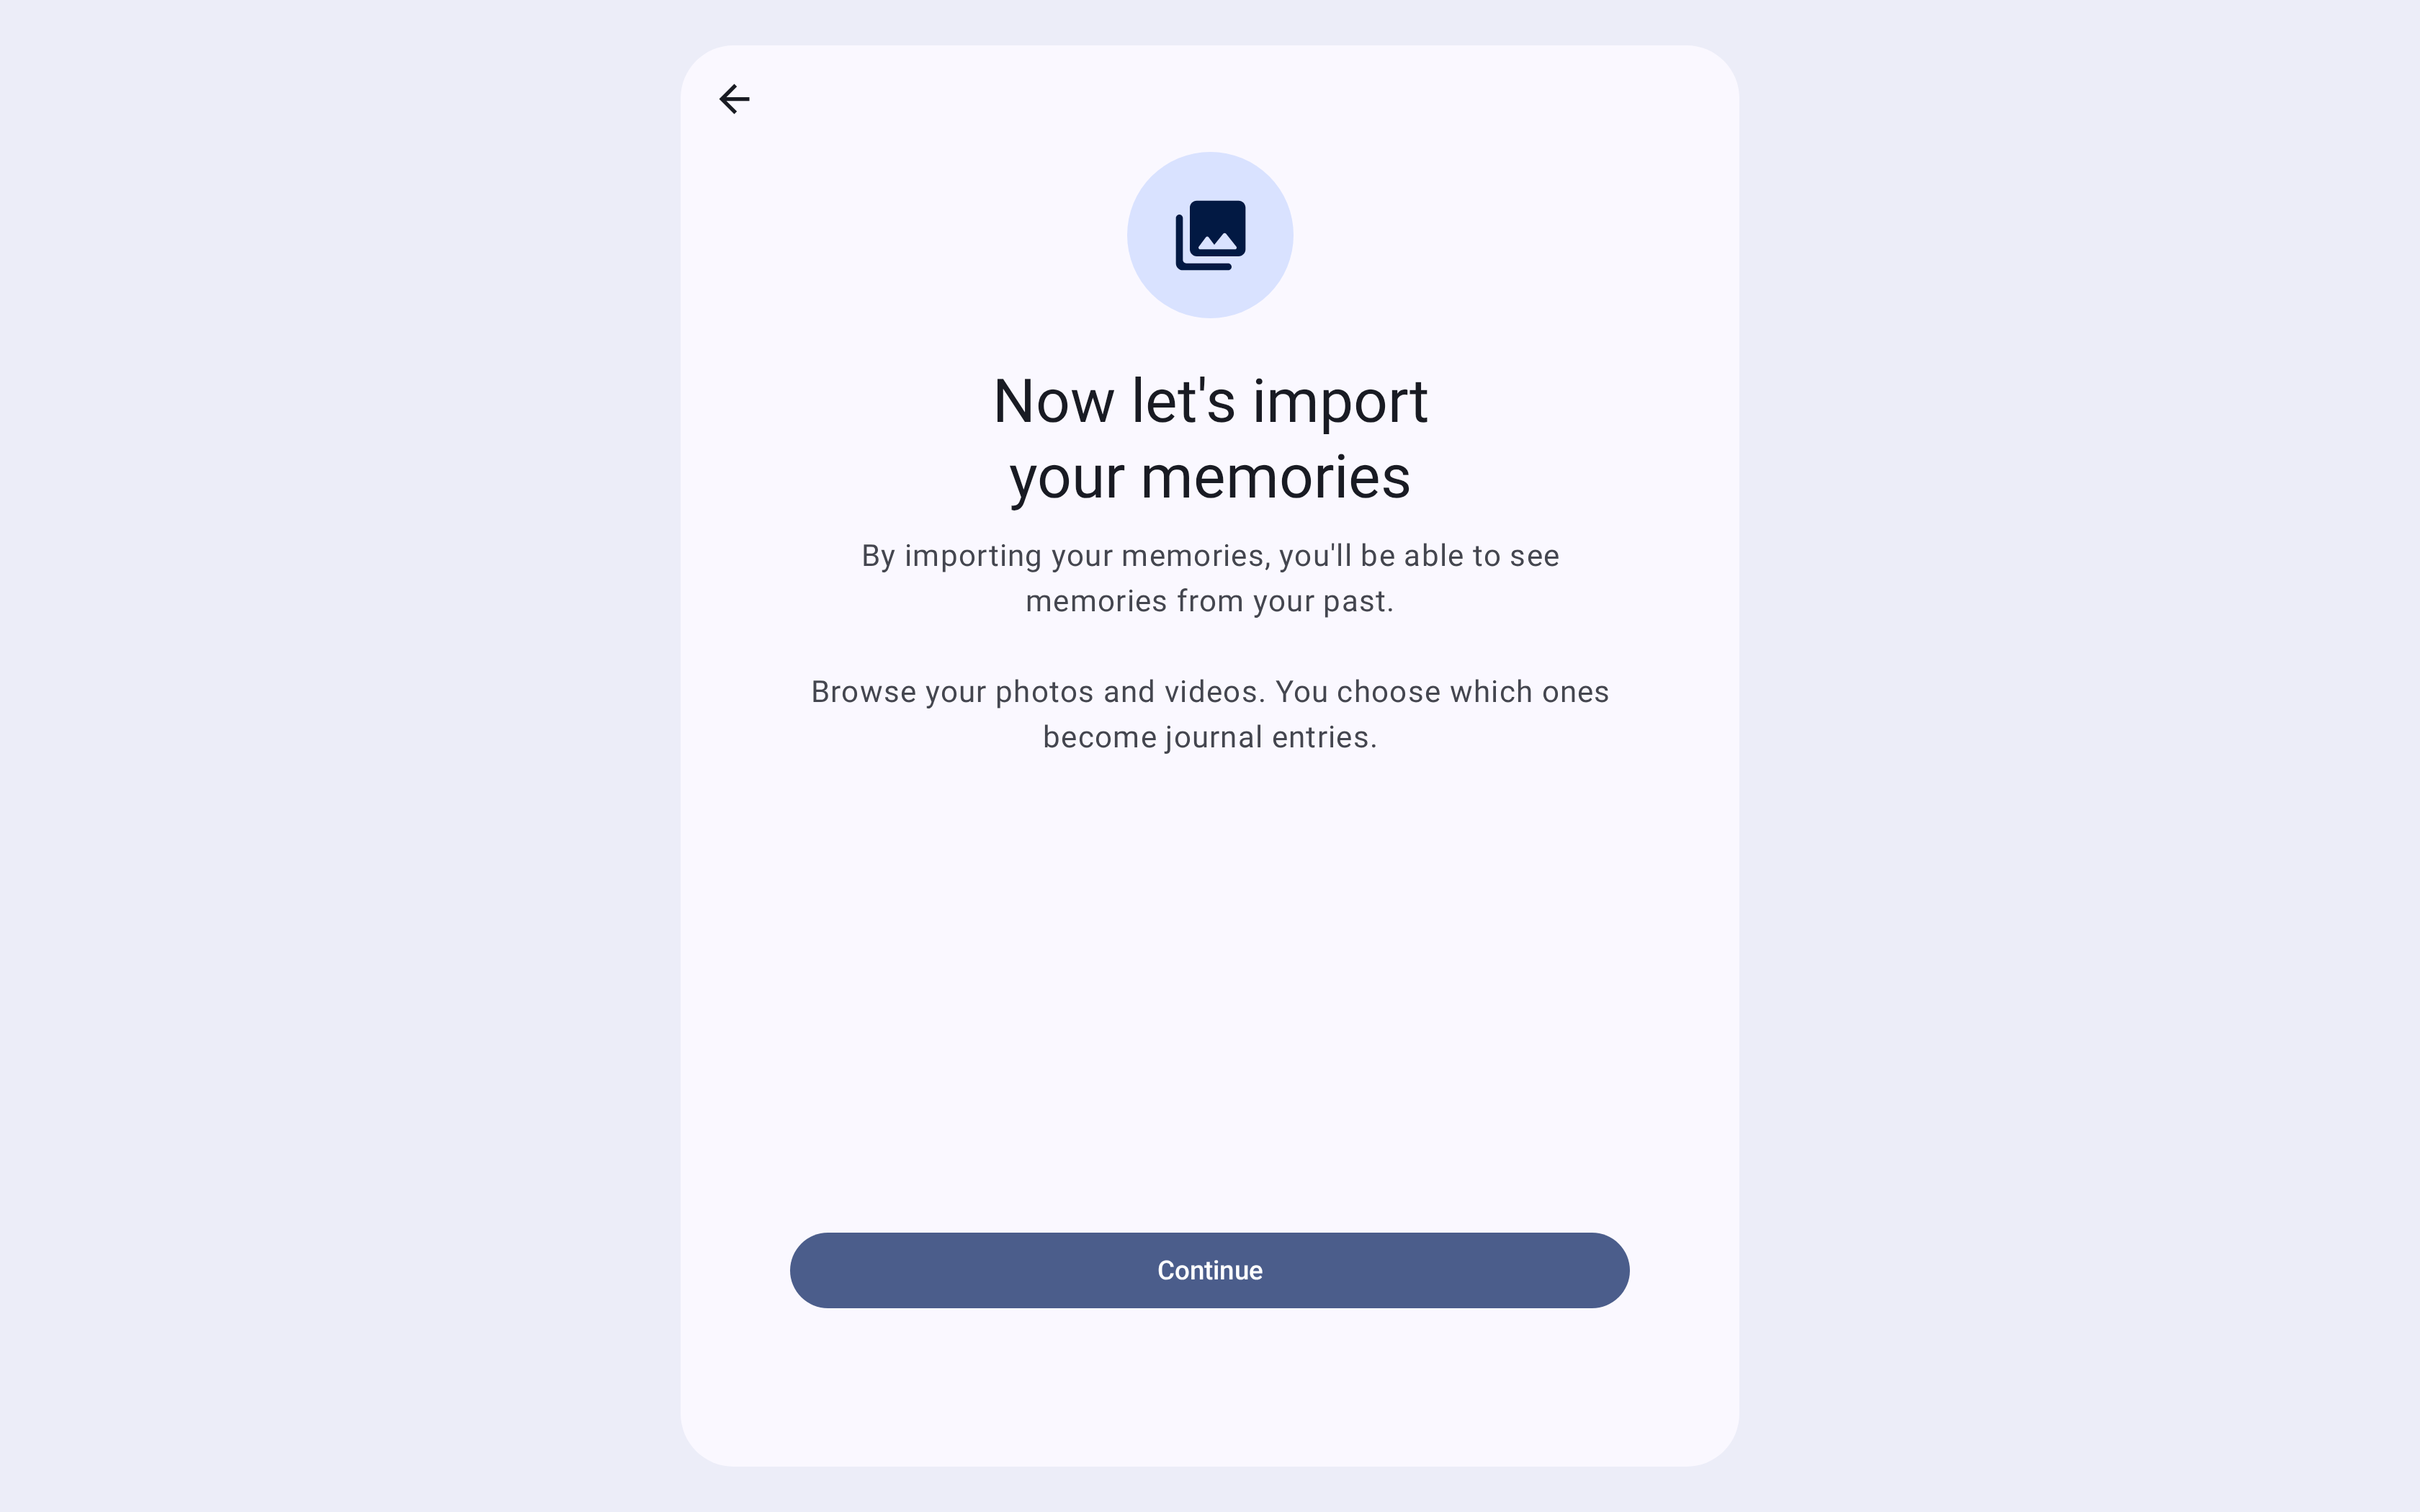 Now let's import
your memories
By importing your memories, you'll be able to see
memories from your past.
Browse your photos and videos. You choose which ones
become journal entries.
Continue